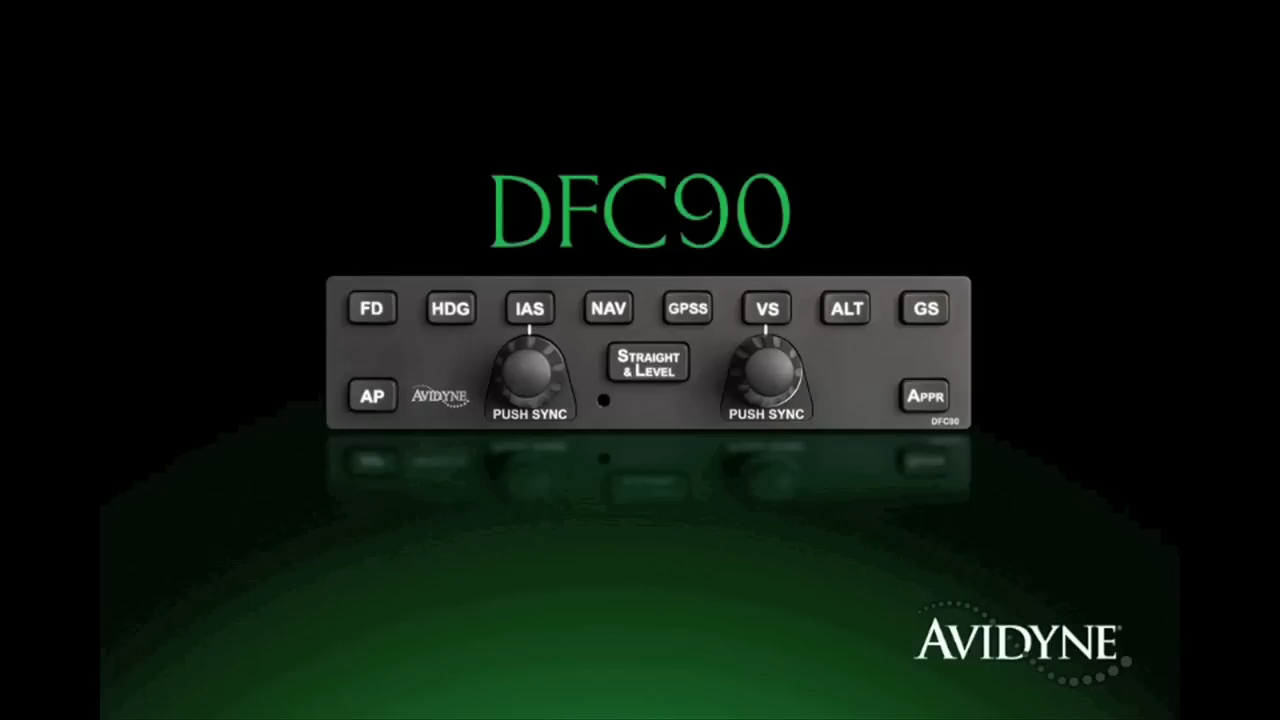 DFC90
FD HDG IAS NAV GPSS VS ALT GS
STRAIGHT
& LEVEL
AP AVIDYNE PUSH SYNC PUSH SYNC APPR
DFC90
AVIDYNE